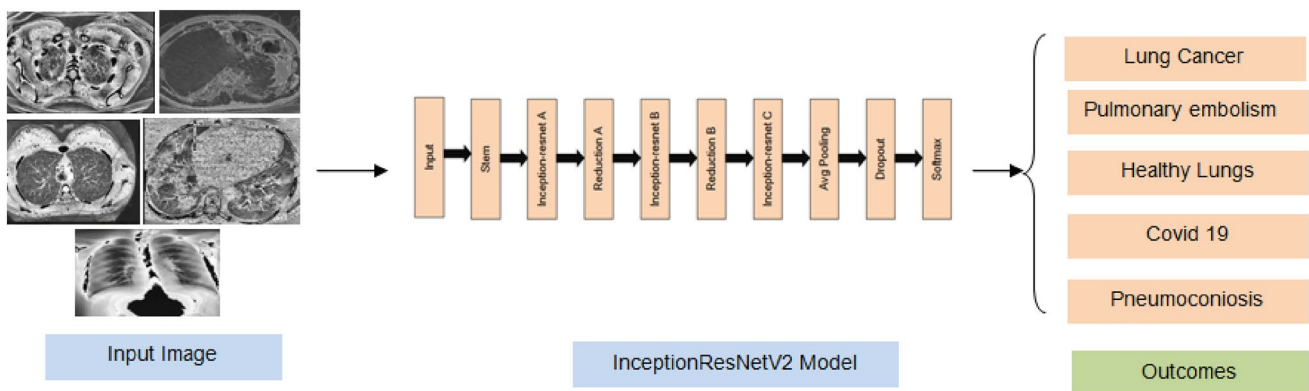 Input
Stem
Inception-resnet A
Reduction A
Inception-resnet B
Reduction B
Inception-resnet C
Avg Pooling
Dropout
Softmax
Lung Cancer
Pulmonary embolism
Healthy Lungs
Covid 19
Pneumoconiosis
Input Image
InceptionResNetV2 Model
Outcomes